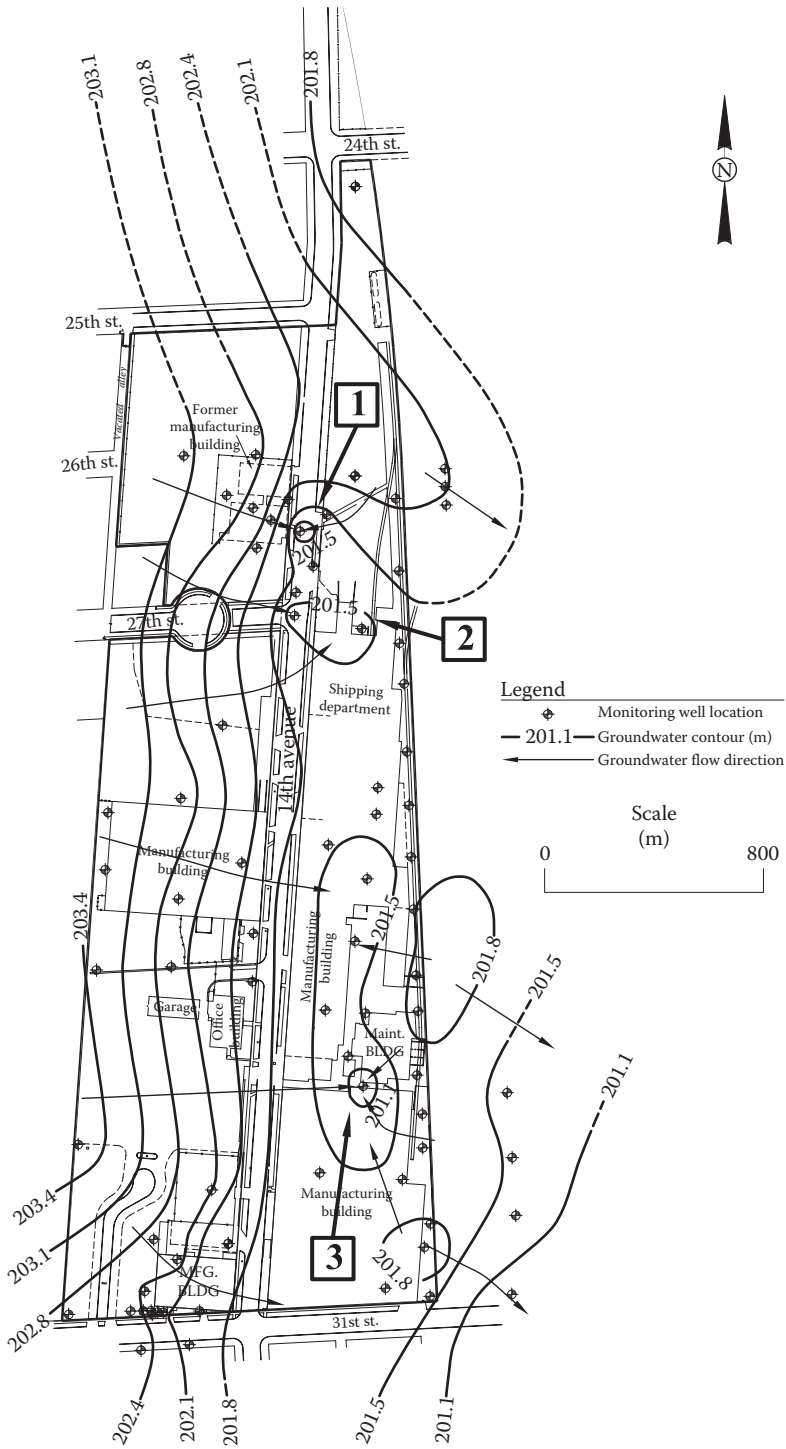 203.1
202.8
202.4
202.1
201.8
24th st.
N
25th st.
Vacated alley
Former
manufacturing
building
1
26th st.
201.5
201.5
27th st.
2
Shipping
department
14th avenue
Legend
Monitoring well location
201.1
Groundwater contour (m)
Groundwater flow direction
Scale
(m)
0
800
Manufacturing
building
203.4
201.5
Manufacturing
building
201.8
201.5
Garage
Office
building
Maint.
BLDG
201.1
201.1
203.4
Manufacturing
building
3
201.8
203.1
MFG.
BLDG
202.8
31st st.
202.4
202.1
201.8
201.5
201.1